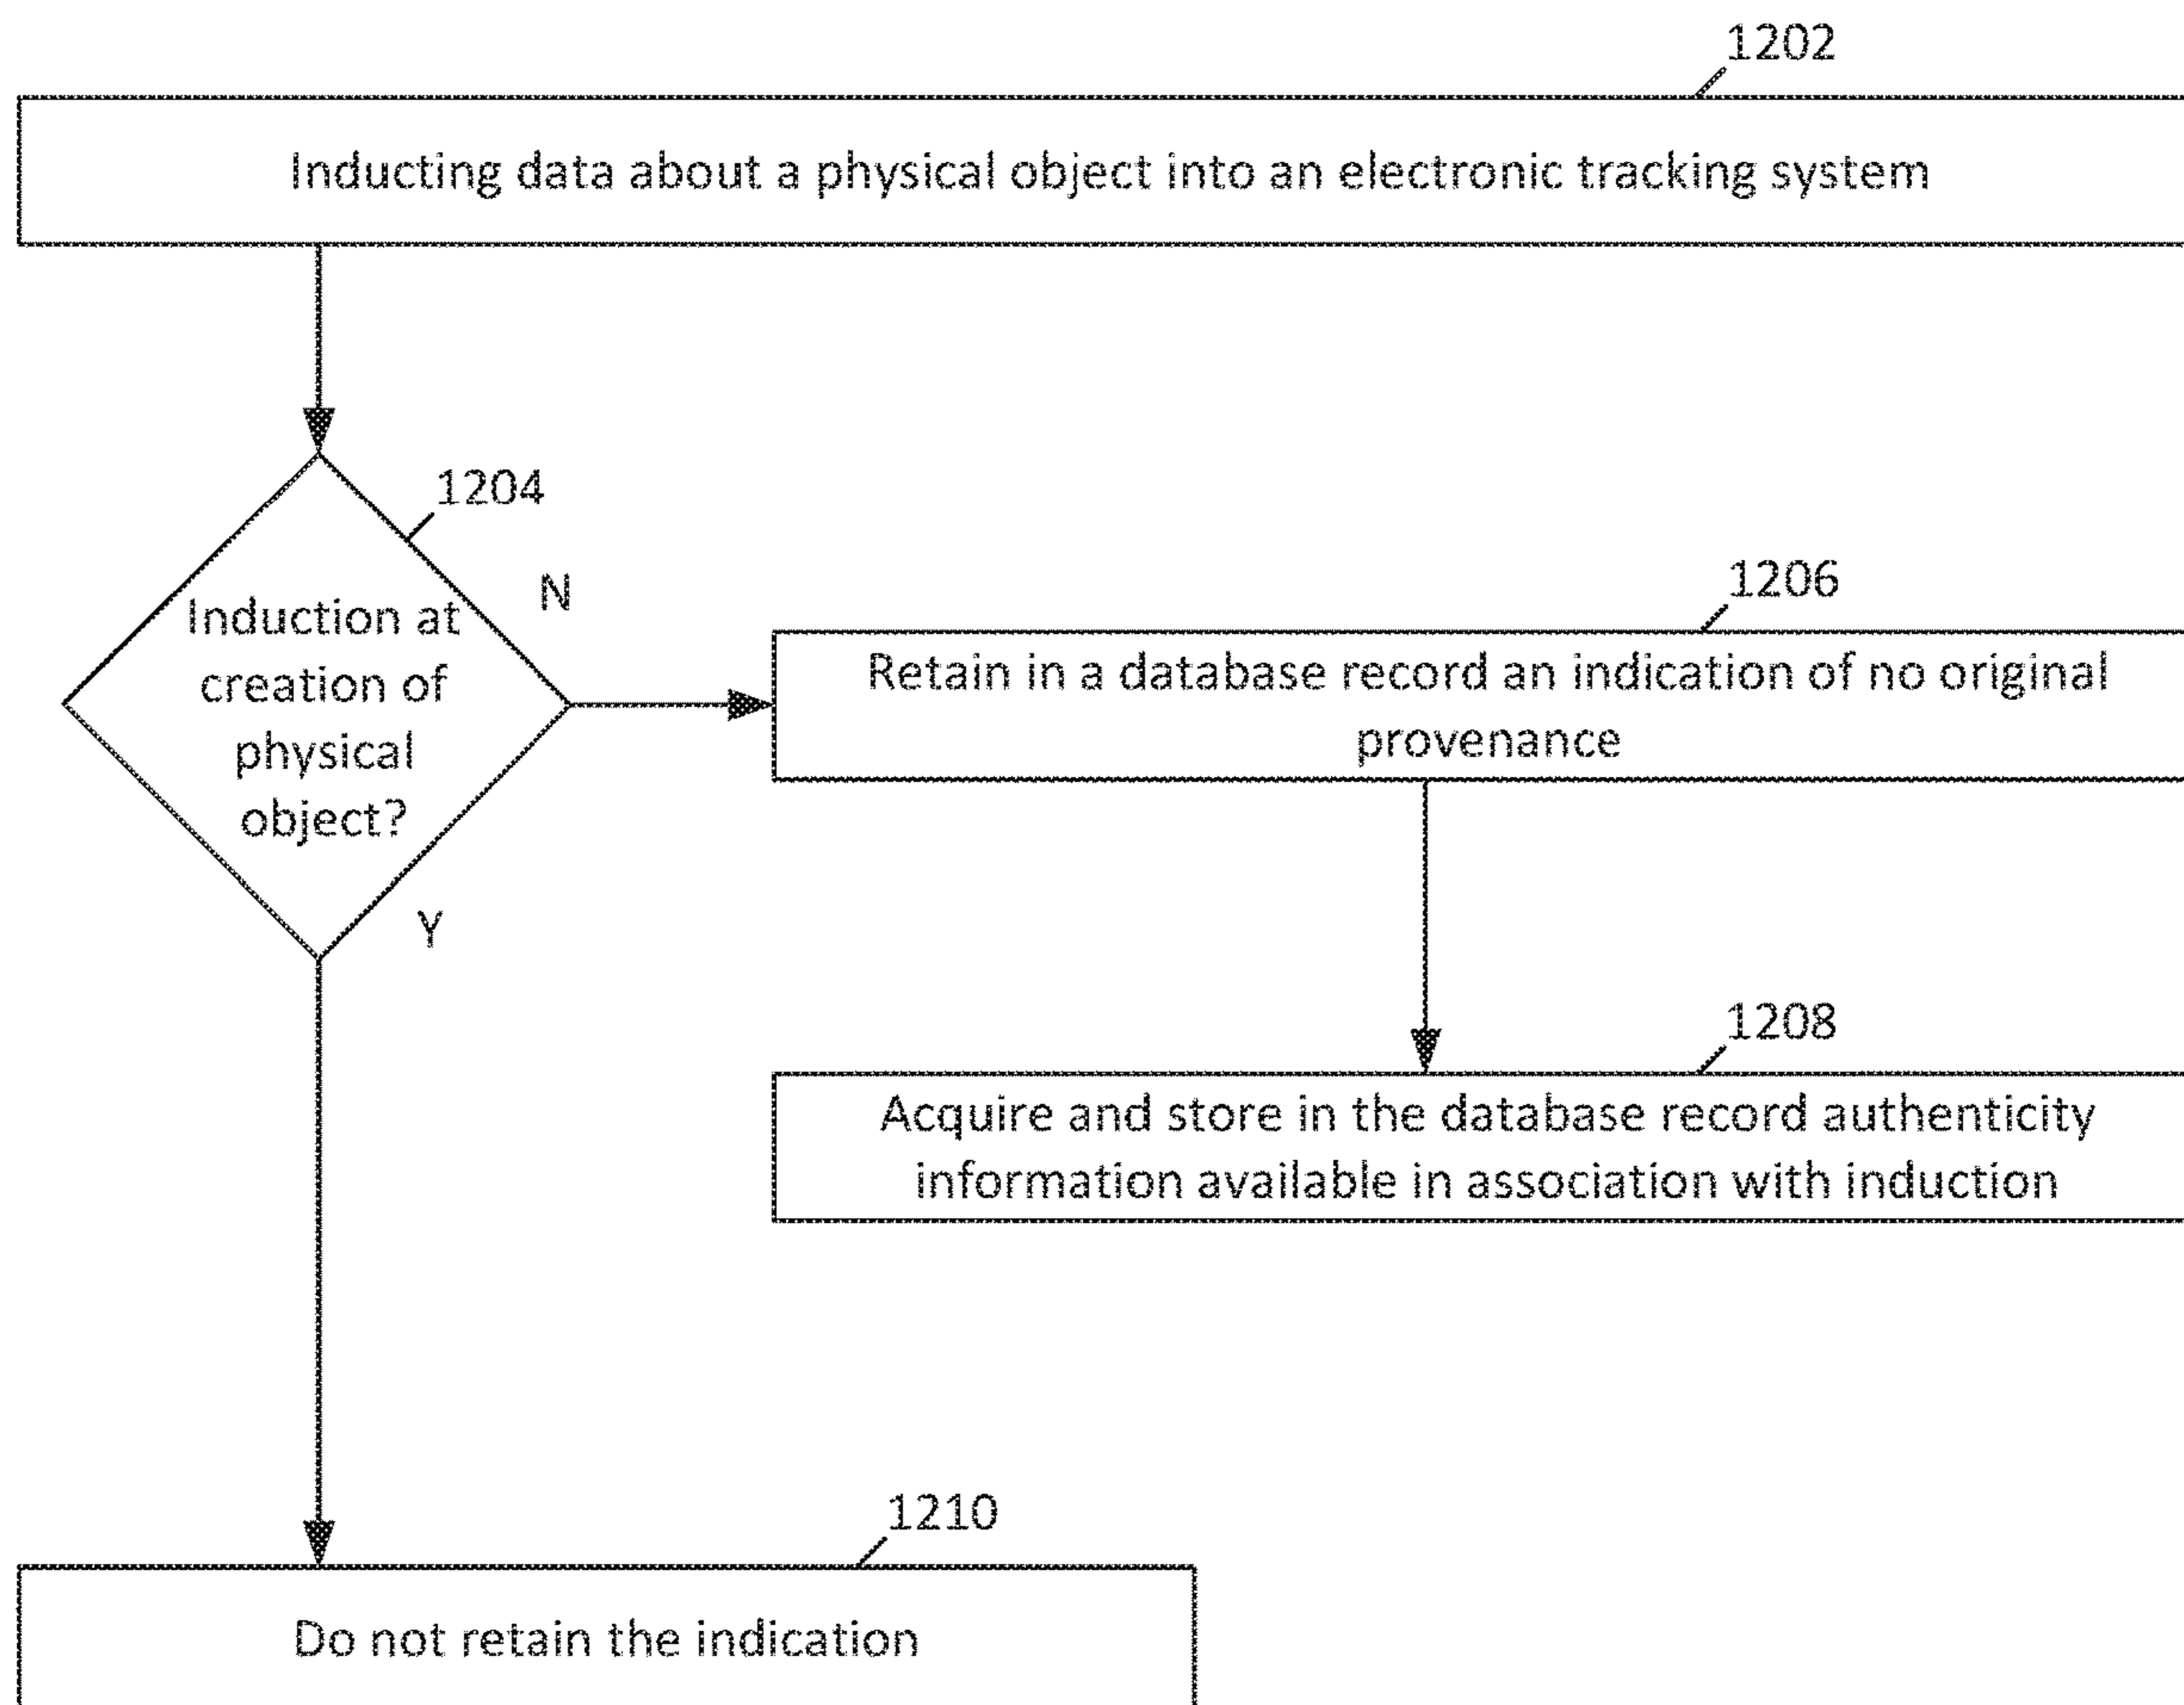 1202
Inducting data about a physical object into an electronic tracking system
1204
Induction at
creation of
physical
object?
N
Y
1206
Retain in a database record an indication of no original
provenance
1208
Acquire and store in the database record authenticity
information available in association with induction
1210
Do not retain the indication